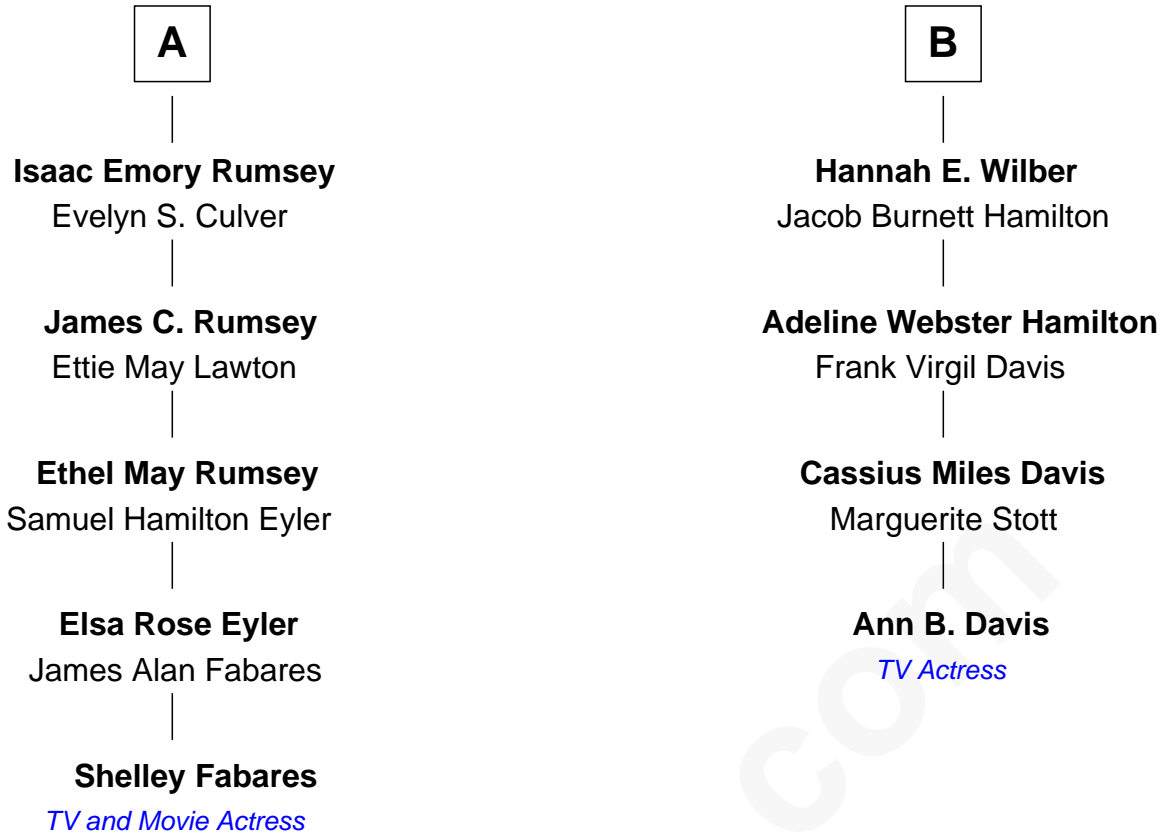 A
Isaac Emory Rumsey
Evelyn S. Culver
James C. Rumsey
Ettie May Lawton
Ethel May Rumsey
Samuel Hamilton Eyler
Elsa Rose Eyler
James Alan Fabares
Shelley Fabares
TV and Movie Actress
B
Hannah E. Wilber
Jacob Burnett Hamilton
Adeline Webster Hamilton
Frank Virgil Davis
Cassius Miles Davis
Marguerite Stott
Ann B. Davis
TV Actress
com